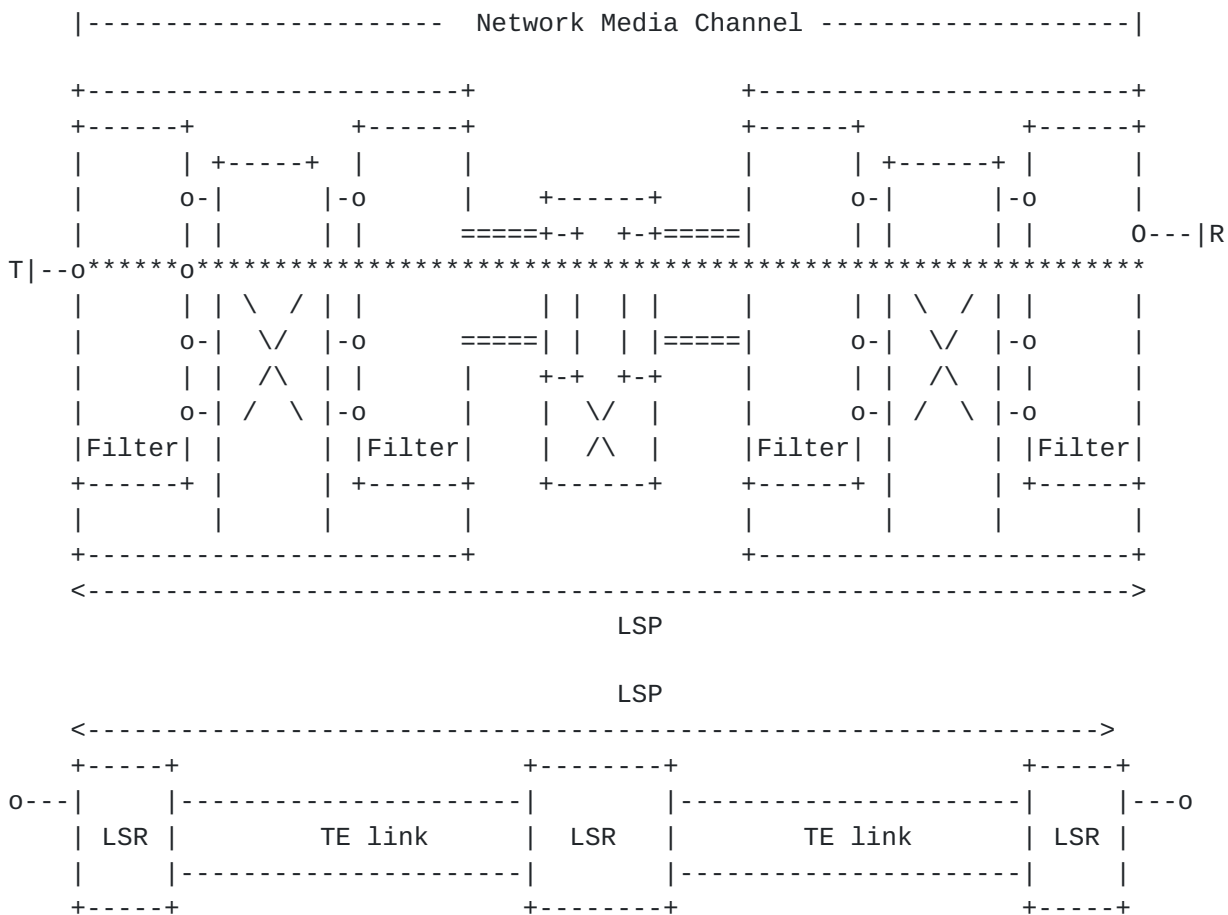 Network Media Channel
R
T
Filter Filter Filter Filter
LSP
LSP
LSR TE link LSR TE link LSR